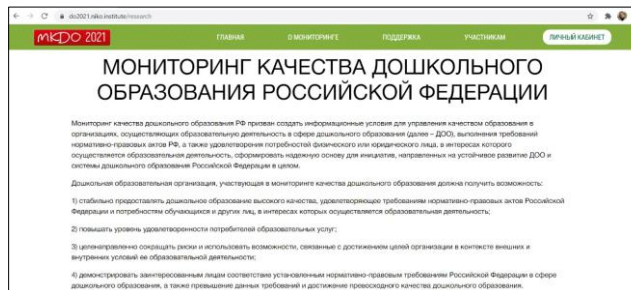 do2021.niko.institute/research
МКДО 2021
ГЛАВНАЯ
О МОНИТОРИНГЕ
ПОДДЕРЖКА
УЧАСТНИКАМ
ЛИЧНЫЙ КАБИНЕТ
МОНИТОРИНГ КАЧЕСТВА ДОШКОЛЬНОГО
ОБРАЗОВАНИЯ РОССИЙСКОЙ ФЕДЕРАЦИИ
Мониторинг качества дошкольного образования РФ призван создать информационные условия для управления качеством образования в
организациях, осуществляющих образовательную деятельность в сфере дошкольного образования (далее – ДОО), выполнения требований
нормативно-правовых актов РФ, а также удовлетворения потребностей физического или юридического лица, в интересах которого
осуществляется образовательная деятельность, сформировать надежную основу для инициатив, направленных на устойчивое развитие ДОО и
системы дошкольного образования Российской Федерации в целом.
Дошкольная образовательная организация, участвующая в мониторинге качества дошкольного образования должна получить возможность:
1) стабильно предоставлять дошкольное образование высокого качества, удовлетворяющее требованиям нормативно-правовых актов Российской
Федерации и потребностям обучающихся и других лиц, в интересах которых осуществляется образовательная деятельность;
2) повышать уровень удовлетворенности потребителей образовательных услуг;
3) целенаправленно сокращать риски и использовать возможности, связанные с достижением целей организации в контексте внешних и
внутренних условий ее образовательной деятельности;
4) демонстрировать заинтересованным лицам соответствие установленным нормативно-правовым требованиям Российской Федерации в сфере
дошкольного образования, а также превышение данных требований и достижение превосходного качества дошкольного образования.